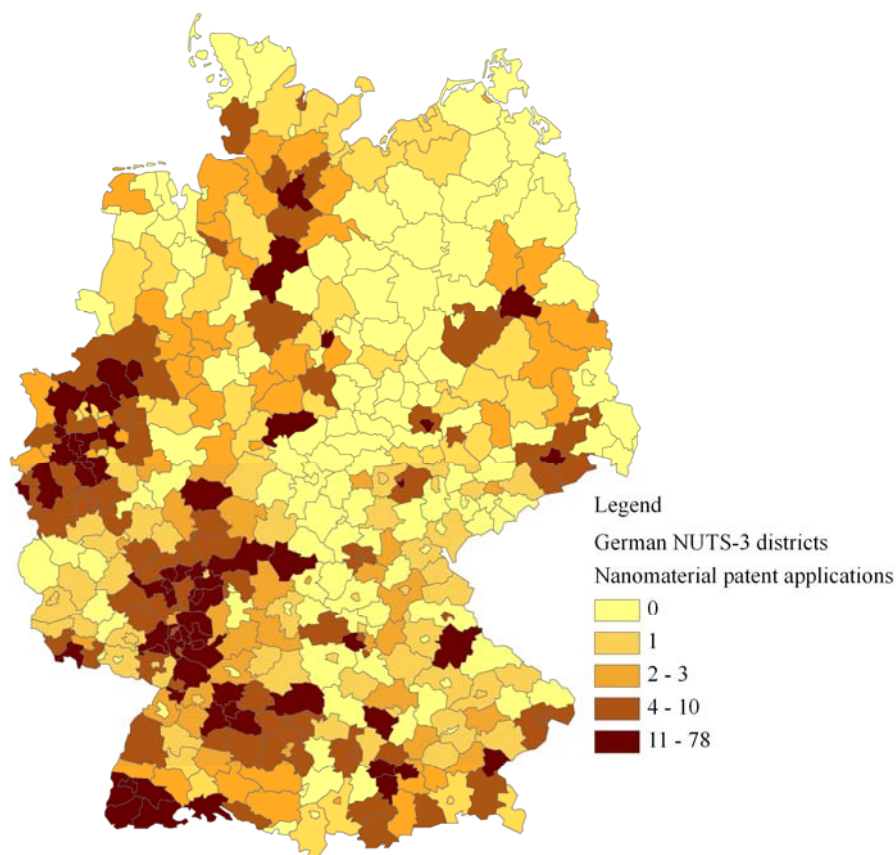 Legend
German NUTS-3 districts
Nanomaterial patent applications
0
1
2 - 3
4 - 10
11 - 78